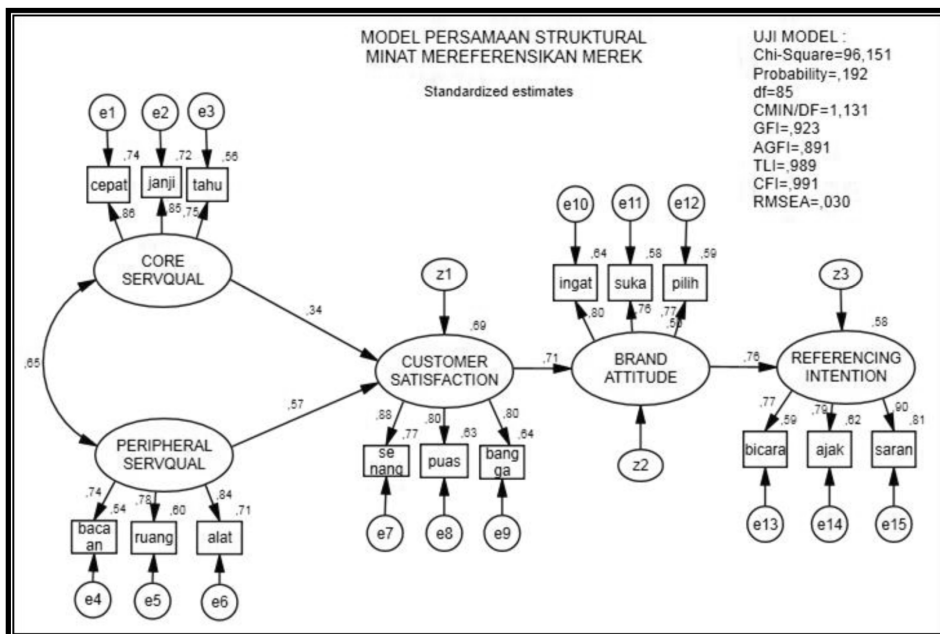 MODEL PERSAMAAN STRUKTURAL
MINAT MEREFERENSIKAN MEREK
Standardized estimates
UJI MODEL :
Chi-Square=96,151
Probability=,192
df=85
CMIN/DF=1,131
GFI=,923
AGFI=,891
TLI=,989
CFI=,991
RMSEA=,030
e1
e2
e3
,74
,72
,56
cepat
janji
tahu
,86
,85
,75
CORE
SERVQUAL
,65
,34
,57
PERIPHERAL
SERVQUAL
,74
,54
,78
,60
,84
,71
baca
an
ruang
alat
e4
e5
e6
z1
,69
CUSTOMER
SATISFACTION
,88
,77
,80
,63
,80
,64
se
nang
puas
bang
ga
e7
e8
e9
,71
e10
e11
e12
,64
,58
,59
ingat
suka
pilih
,80
,76
,77
BRAND
ATTITUDE
z2
,76
z3
,58
REFERENCING
INTENTION
,77
,59
,79
,62
,90
,81
bicara
ajak
saran
e13
e14
e15